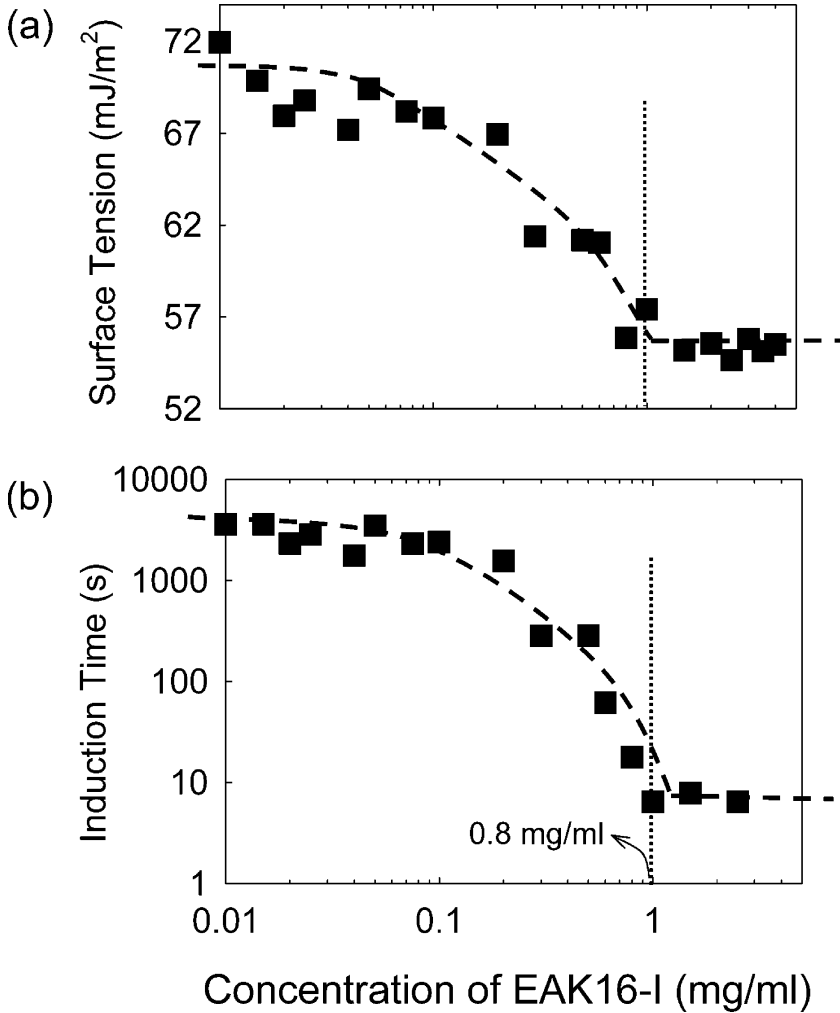 (a)
Surface Tension (mJ/m²)
72
67
62
57
52
(b)
Induction Time (s)
10000
1000
100
10
1
0.8 mg/ml
0.01 0.1 1
Concentration of EAK16-I (mg/ml)